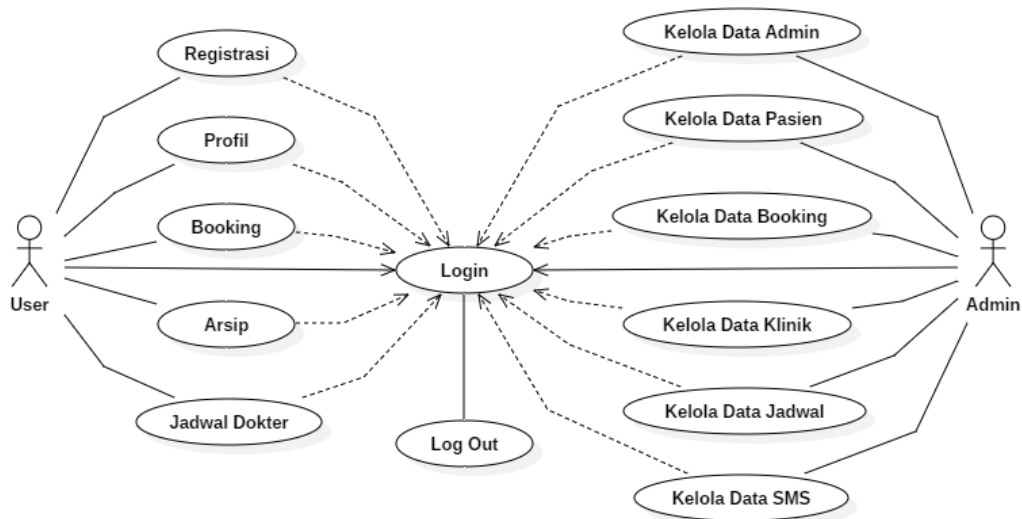 Registrasi
Kelola Data Admin
Profil
Kelola Data Pasien
Booking
Kelola Data Booking
Login
User
Admin
Arsip
Kelola Data Klinik
Jadwal Dokter
Kelola Data Jadwal
Log Out
Kelola Data SMS